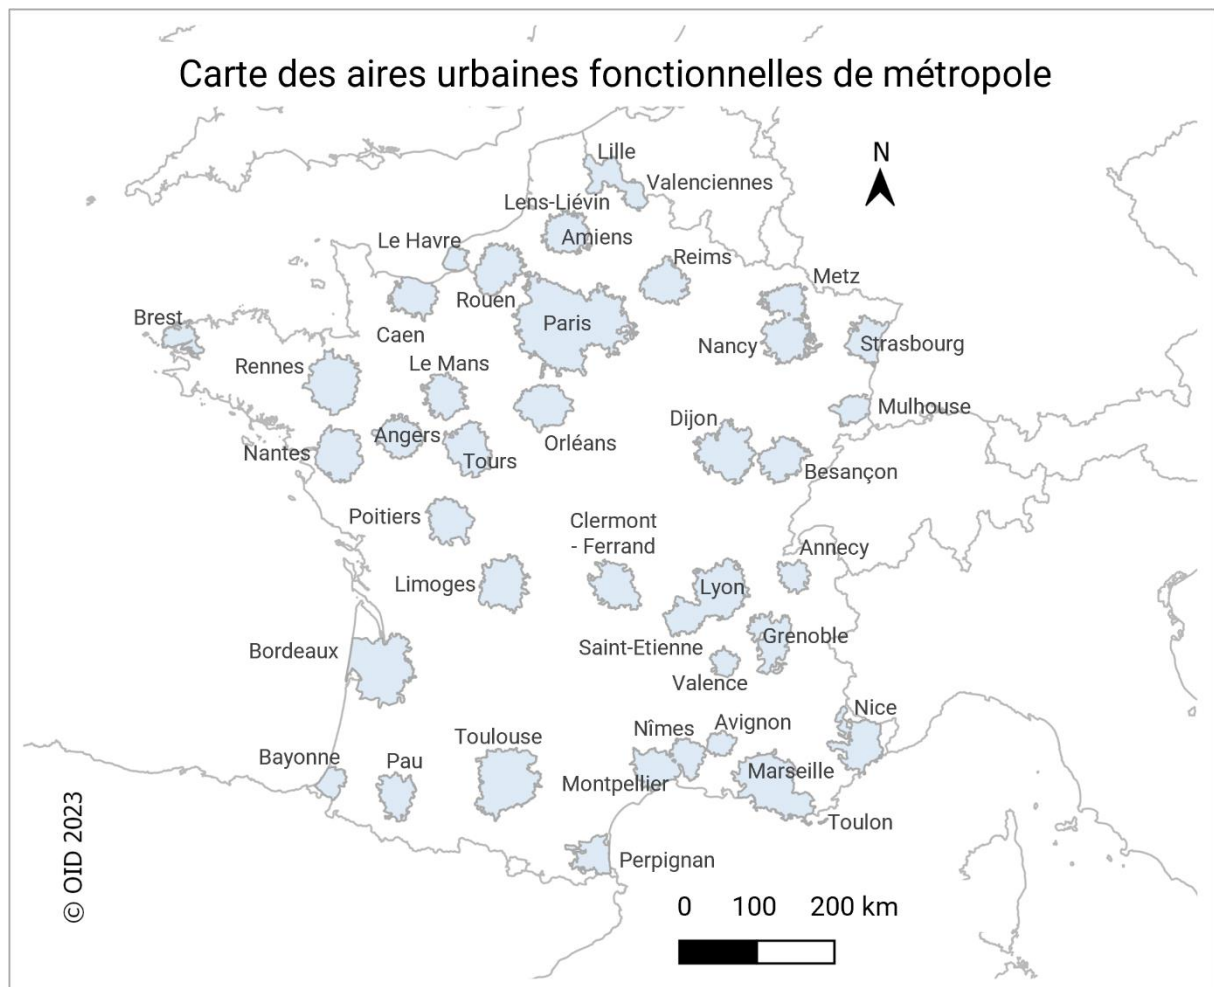 Carte des aires urbaines fonctionnelles de métropole
N
Lille
Valenciennes
Lens-Liévin
Amiens
Le Havre
Reims
Metz
Rouen
Brest
Caen
Paris
Nancy
Strasbourg
Rennes
Le Mans
Mulhouse
Dijon
Angers
Orléans
Nantes
Tours
Besançon
Poitiers
Clermont
- Ferrand
Annecy
Limoges
Lyon
Bordeaux
Saint-Etienne
Grenoble
Valence
Nice
Nîmes
Avignon
Toulouse
Bayonne
Pau
Montpellier
Marseille
Toulon
Perpignan
0 100 200 km
© OID 2023